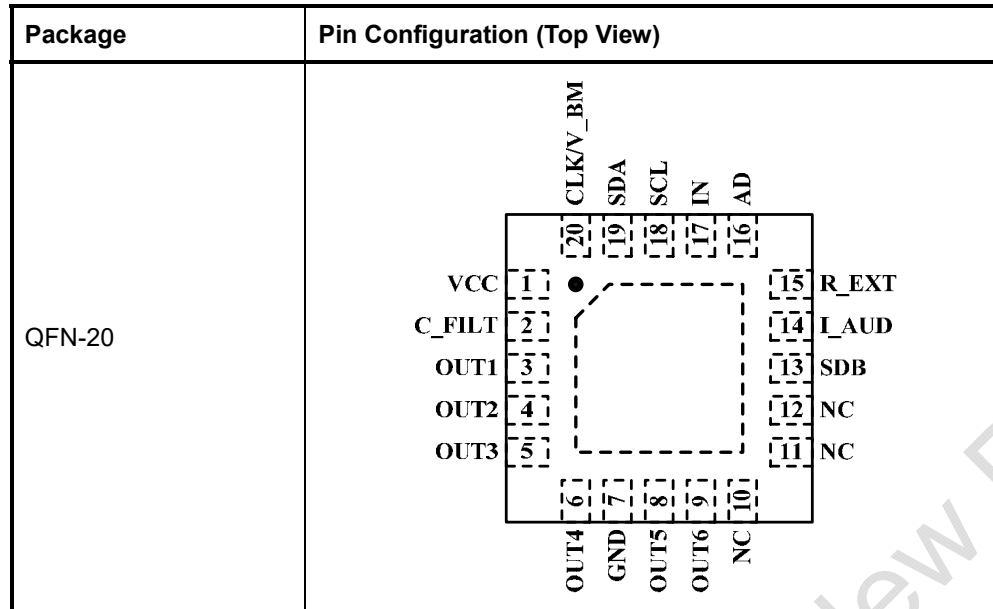 Package Pin Configuration (Top View)
QFN-20
CLK/V_BM SDA SCL IN AD
20 19 18 17 16
VCC 1 15 R_EXT
C_FILT 2 14 I_AUD
OUT1 3 13 SDB
OUT2 4 12 NC
OUT3 5 11 NC
6 7 8 9 10
OUT4 GND OUT5 OUT6 NC